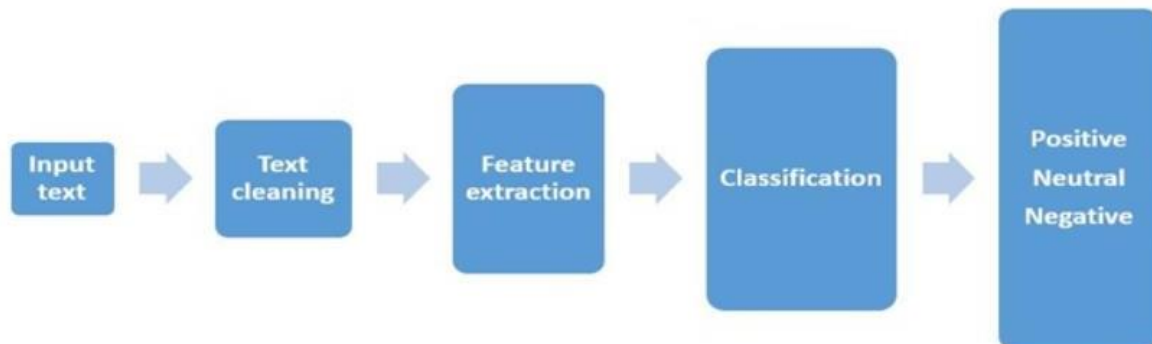 Input
text
Text
cleaning
Feature
extraction
Classification
Positive
Neutral
Negative